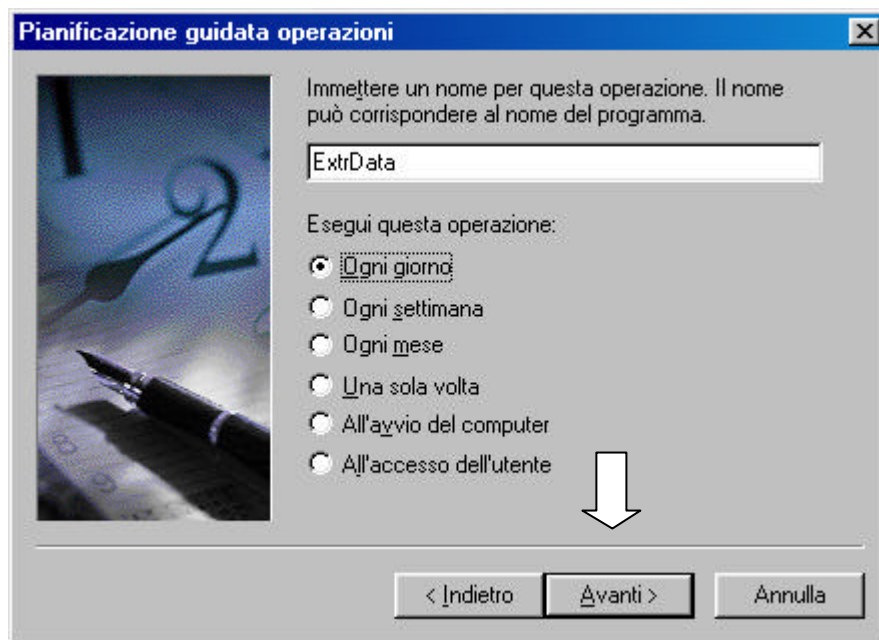 Pianificazione guidata operazioni
Immettere un nome per questa operazione. Il nome
può corrispondere al nome del programma.
ExtrData
Esegui questa operazione:
Ogni giorno
Ogni settimana
Ogni mese
Una sola volta
All'avvio del computer
All'accesso dell'utente
< Indietro
Avanti >
Annulla